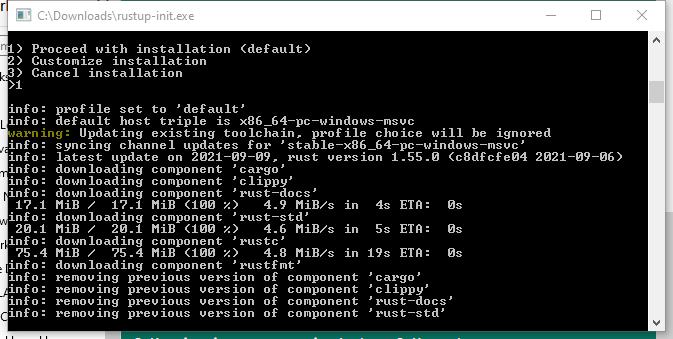 C:\Downloads\rustup-init.exe
1) Proceed with installation (default)
2) Customize installation
3) Cancel installation
>1
info: profile set to 'default'
info: default host triple is x86_64-pc-windows-msvc
warning: Updating existing toolchain, profile choice will be ignored
info: syncing channel updates for 'stable-x86_64-pc-windows-msvc'
info: latest update on 2021-09-09, rust version 1.55.0 (c8dfcfe04 2021-09-06)
info: downloading component 'cargo'
info: downloading component 'clippy'
info: downloading component 'rust-docs'
17.1 MiB / 17.1 MiB (100 %) 4.9 MiB/s in 4s ETA: 0s
info: downloading component 'rust-std'
20.1 MiB / 20.1 MiB (100 %) 4.6 MiB/s in 5s ETA: 0s
info: downloading component 'rustc'
75.4 MiB / 75.4 MiB (100 %) 4.8 MiB/s in 19s ETA: 0s
info: downloading component 'rustfmt'
info: removing previous version of component 'cargo'
info: removing previous version of component 'clippy'
info: removing previous version of component 'rust-docs'
info: removing previous version of component 'rust-std'